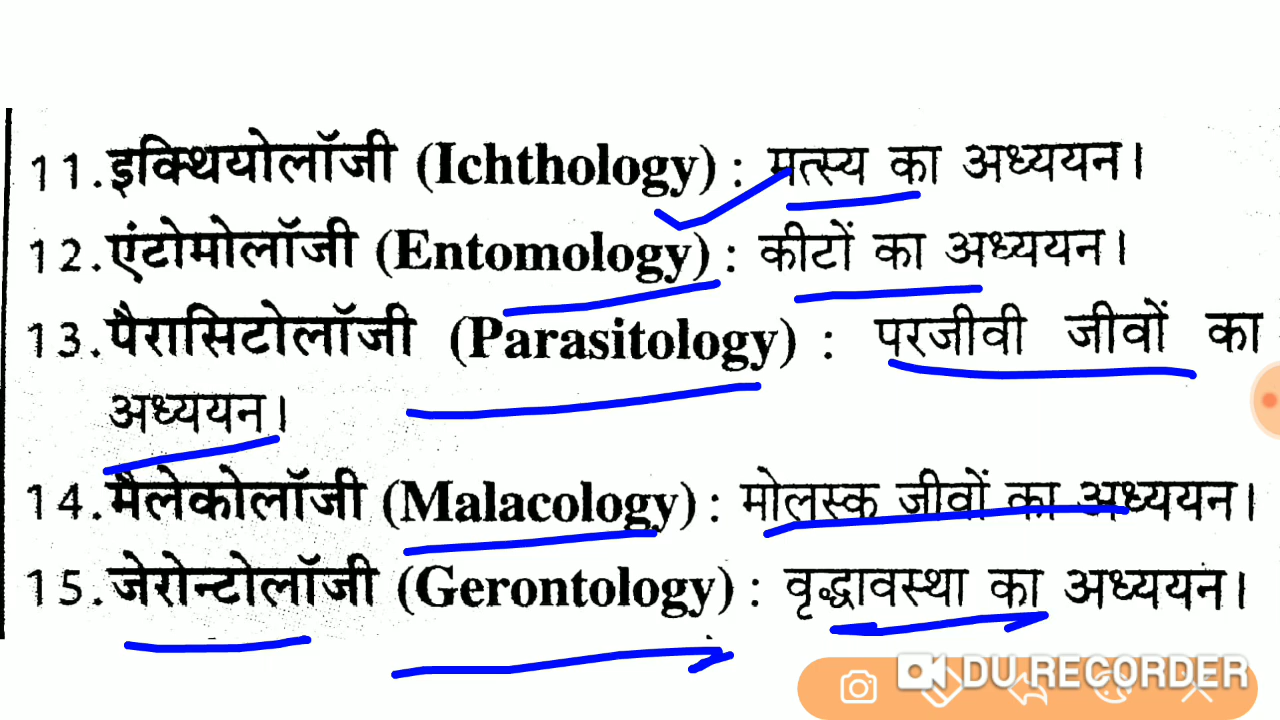 11. इक्थियोलॉजी (Ichthology) : मत्स्य का अध्ययन।
12. एंटोमोलॉजी (Entomology) : कीटों का अध्ययन।
13. पैरासिटोलॉजी (Parasitology) : परजीवी जीवों का
अध्ययन।
14. मैलेकोलॉजी (Malacology) : मोलस्क जीवों का अध्ययन।
15. जेरोन्टोलॉजी (Gerontology) : वृद्धावस्था का अध्ययन।
DU RECORDER